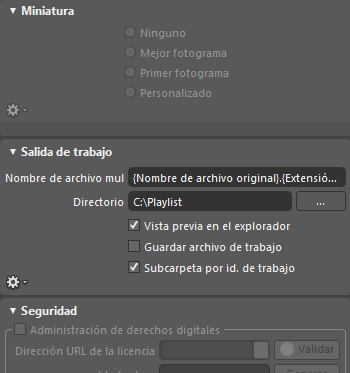 Miniatura
Ninguno
Mejor fotograma
Primer fotograma
Personalizado
Salida de trabajo
Nombre de archivo mul {Nombre de archivo original}.{Extensió...
Directorio C:\Playlist ...
Vista previa en el explorador
Guardar archivo de trabajo
Subcarpeta por id. de trabajo
Seguridad
Administración de derechos digitales
Dirección URL de la licencia Validar